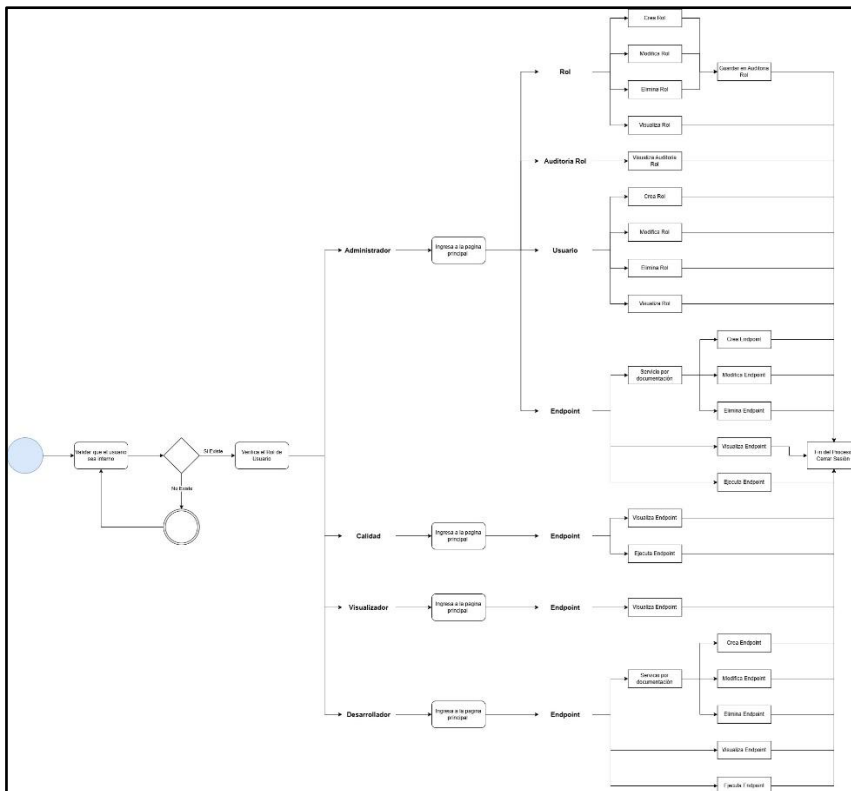 Crea Rol
Modifica Rol
Rol
Guardar en Auditoria
Rol
Elimina Rol
Visualiza Rol
Auditoria Rol
Visualiza Auditoria
Rol
Crea Rol
Modifica Rol
Administrador
Ingresa a la pagina
principal
Usuario
Elimina Rol
Visualiza Rol
Crea Endpoint
Servicio por
documentación
Modifica Endpoint
Endpoint
Elimina Endpoint
Validar que el usuario
sea interno
Si Existe
Verifica el Rol de
Usuario
Visualiza Endpoint
Fin del Proceso
Cerrar Sesión
No Existe
Ejecuta Endpoint
Calidad
Ingresa a la pagina
principal
Endpoint
Visualiza Endpoint
Ejecuta Endpoint
Visualizador
Ingresa a la pagina
principal
Endpoint
Visualiza Endpoint
Crea Endpoint
Servicio por
documentación
Modifica Endpoint
Desarrollador
Ingresa a la pagina
principal
Endpoint
Elimina Endpoint
Visualiza Endpoint
Ejecuta Endpoint